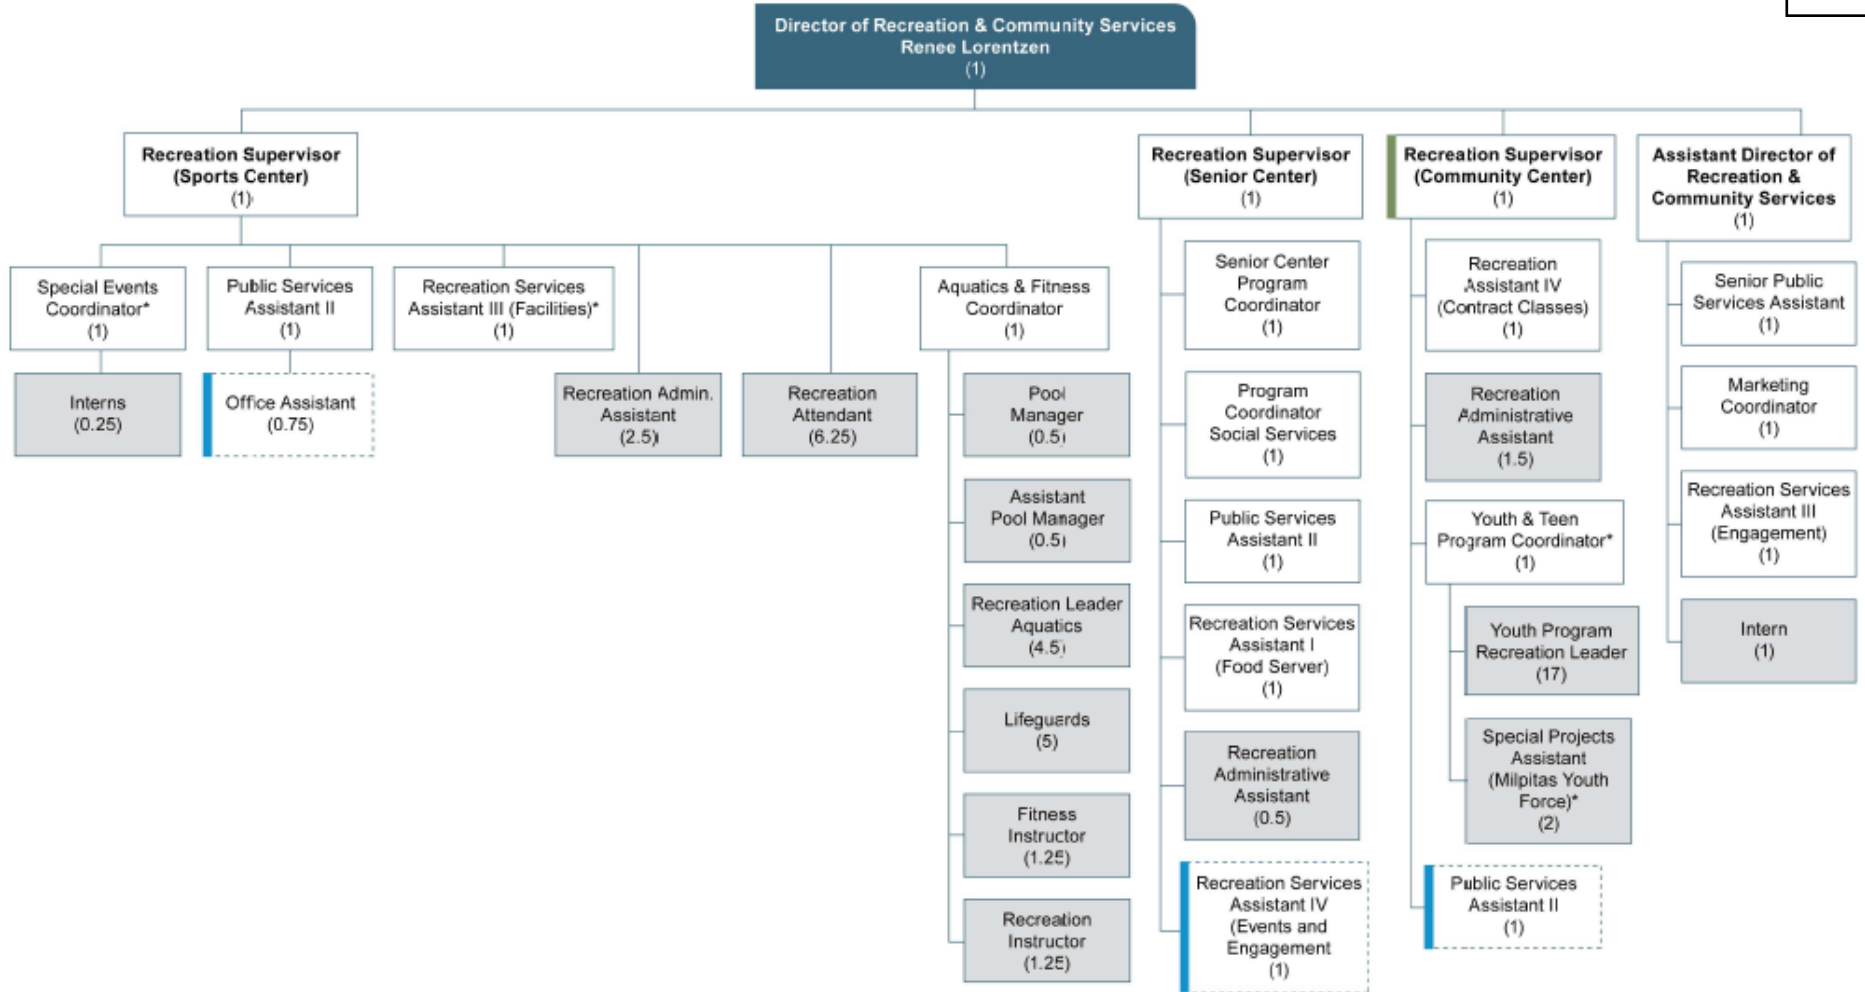 Director of Recreation & Community Services
Renee Lorentzen
(1)
Recreation Supervisor
(Sports Center)
(1)
Special Events
Coordinator*
(1)
Interns
(0.25)
Public Services
Assistant II
(1)
Office Assistant
(0.75)
Recreation Services
Assistant III (Facilities)*
(1)
Recreation Admin.
Assistant
(2.5)
Recreation
Attendant
(6.25)
Aquatics & Fitness
Coordinator
(1)
Pool
Manager
(0.5)
Assistant
Pool Manager
(0.5)
Recreation Leader
Aquatics
(4.5)
Lifeguards
(5)
Fitness
Instructor
(1.25)
Recreation
Instructor
(1.25)
Recreation Supervisor
(Senior Center)
(1)
Senior Center
Program
Coordinator
(1)
Program
Coordinator
Social Services
(1)
Public Services
Assistant II
(1)
Recreation Services
Assistant I
(Food Server)
(1)
Recreation
Administrative
Assistant
(0.5)
Recreation Services
Assistant IV
(Events and
Engagement
(1)
Recreation Supervisor
(Community Center)
(1)
Recreation
Assistant IV
(Contract Classes)
(1)
Recreation
Administrative
Assistant
(1.5)
Youth & Teen
Program Coordinator*
(1)
Youth Program
Recreation Leader
(17)
Special Projects
Assistant
(Milpitas Youth
Force)*
(2)
Public Services
Assistant II
(1)
Assistant Director of
Recreation &
Community Services
(1)
Senior Public
Services Assistant
(1)
Marketing
Coordinator
(1)
Recreation Services
Assistant III
(Engagement)
(1)
Intern
(1)